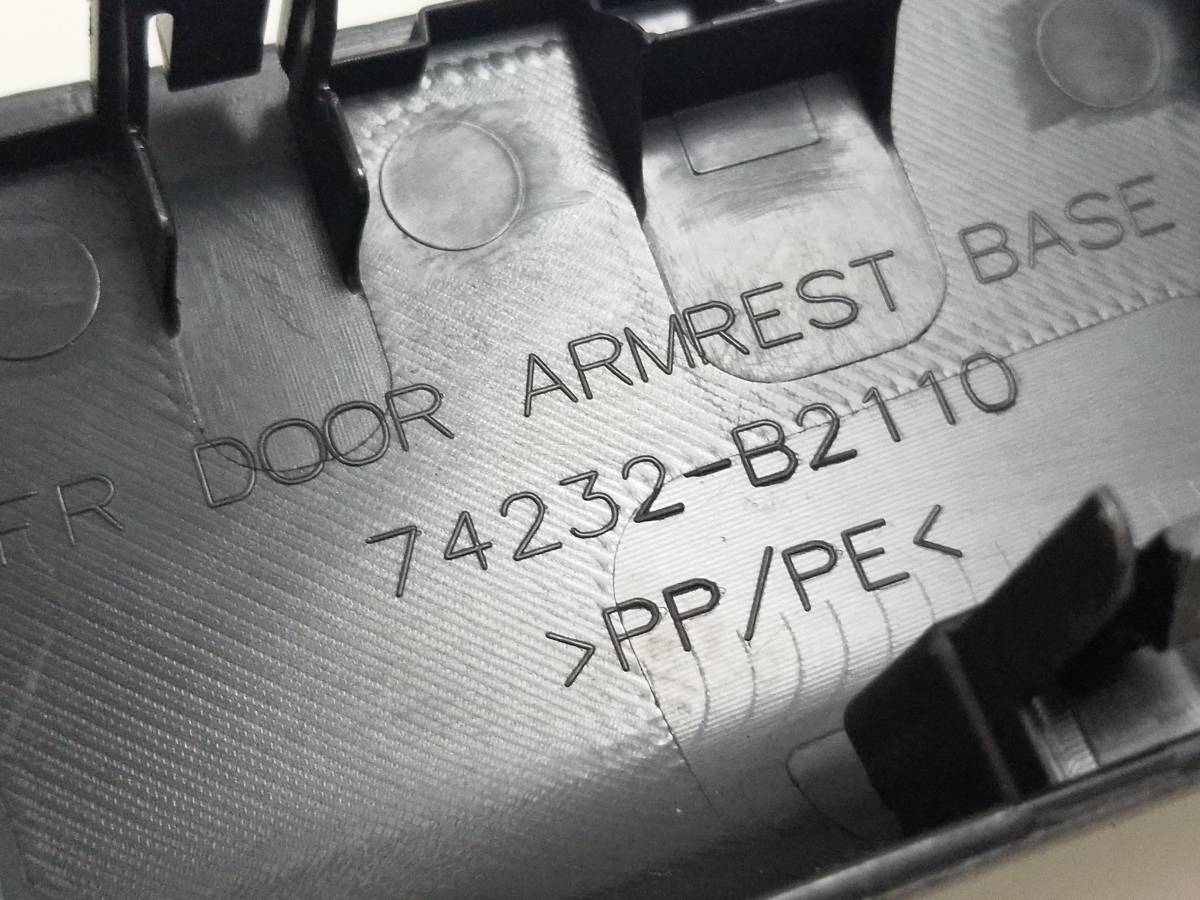 FR DOOR ARMREST BASE
74232-B2110
>PP/PE<